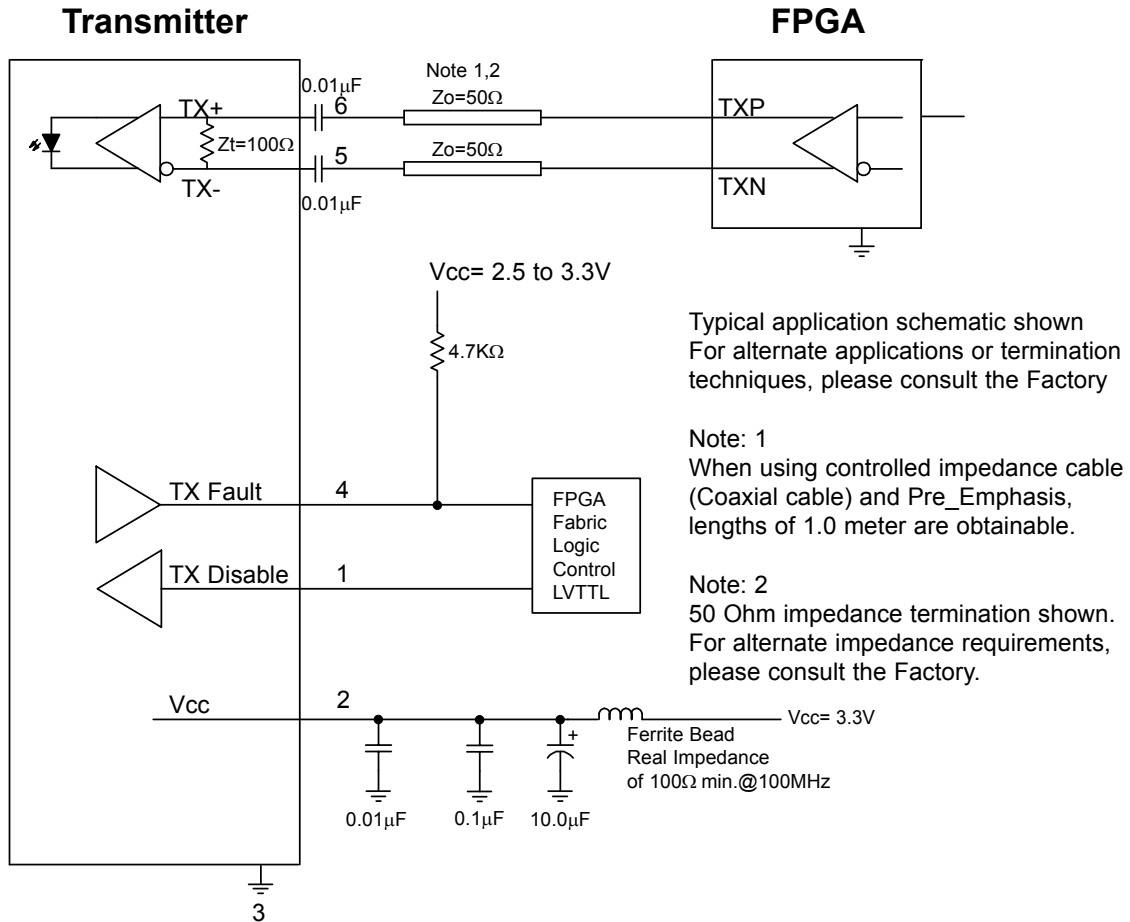 Transmitter
FPGA
0.01µF
Note 1,2
TX+
6
Zo=50Ω
TXP
Zt=100Ω
5
Zo=50Ω
TX-
TXN
0.01µF
Vcc= 2.5 to 3.3V
4.7KΩ
Typical application schematic shown
For alternate applications or termination
techniques, please consult the Factory
Note: 1
When using controlled impedance cable
(Coaxial cable) and Pre_Emphasis,
lengths of 1.0 meter are obtainable.
TX Fault
4
FPGA
Fabric
Logic
Control
LVTTL
TX Disable
1
Note: 2
50 Ohm impedance termination shown.
For alternate impedance requirements,
please consult the Factory.
Vcc
2
Vcc= 3.3V
+
Ferrite Bead
Real Impedance
of 100Ω min.@100MHz
0.01µF
0.1µF
10.0µF
3